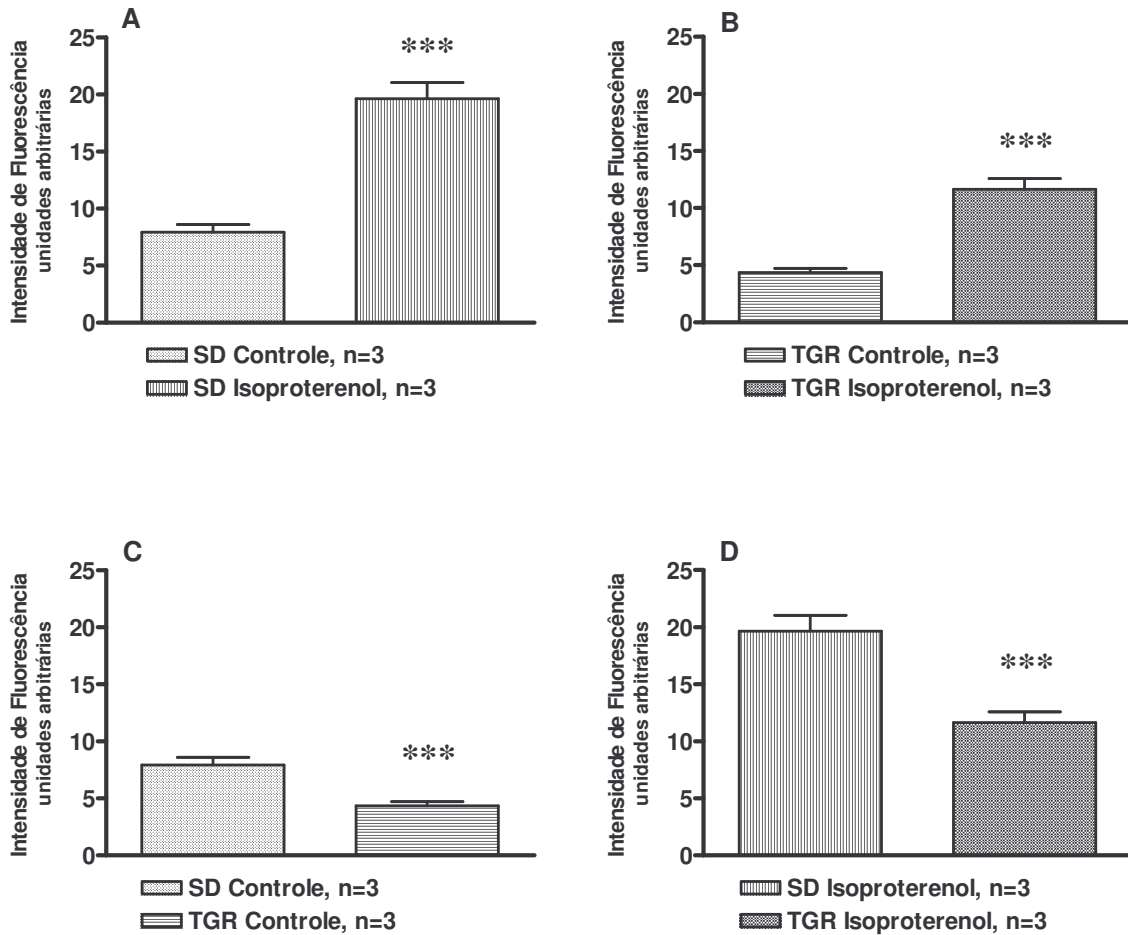 A
Intensidade de Fluorescência
unidades arbitrárias
25
20
15
10
5
0
***
SD Controle, n=3
SD Isoproterenol, n=3
B
Intensidade de Fluorescência
unidades arbitrárias
25
20
15
10
5
0
***
TGR Controle, n=3
TGR Isoproterenol, n=3
C
Intensidade de Fluorescência
unidades arbitrárias
25
20
15
10
5
0
***
SD Controle, n=3
TGR Controle, n=3
D
Intensidade de Fluorescência
unidades arbitrárias
25
20
15
10
5
0
***
SD Isoproterenol, n=3
TGR Isoproterenol, n=3